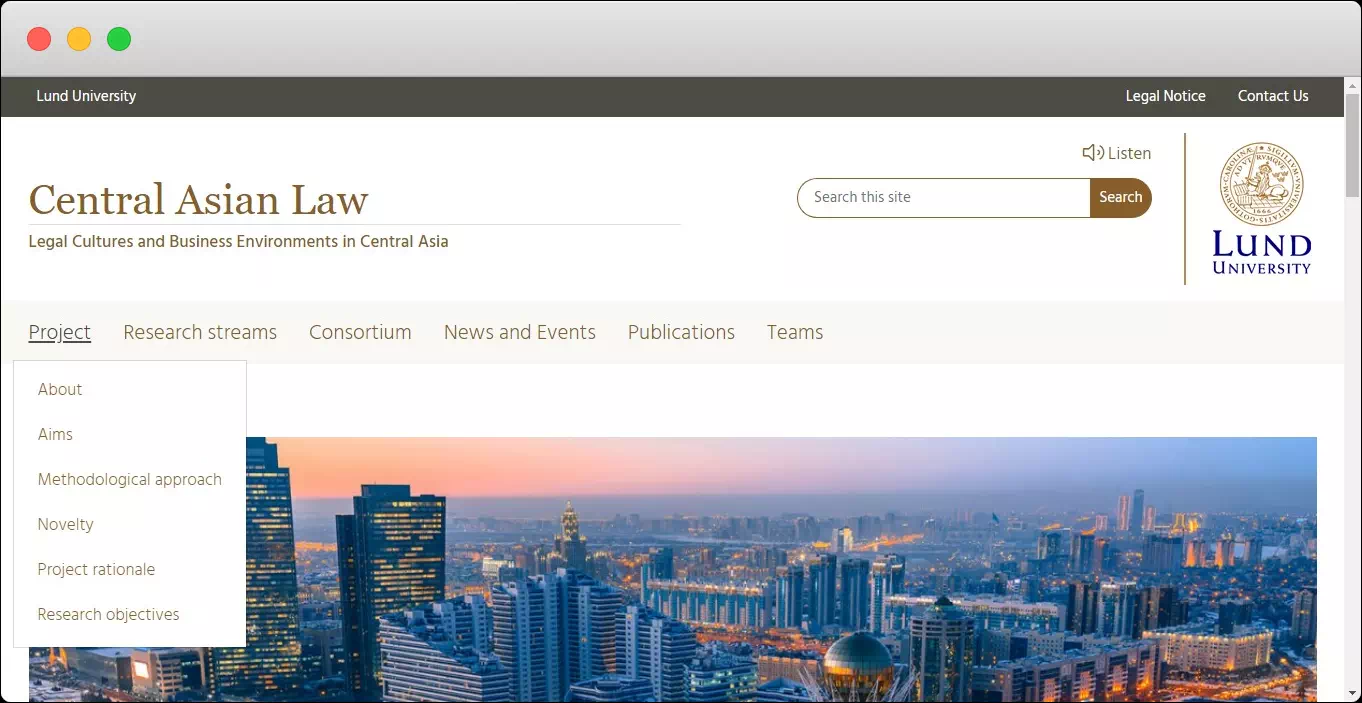 Lund University
Legal Notice
Contact Us
Listen
Central Asian Law
Search this site
Search
Legal Cultures and Business Environments in Central Asia
LUND
UNIVERSITY
1666
Project
Research streams
Consortium
News and Events
Publications
Teams
About
Aims
Methodological approach
Novelty
Project rationale
Research objectives